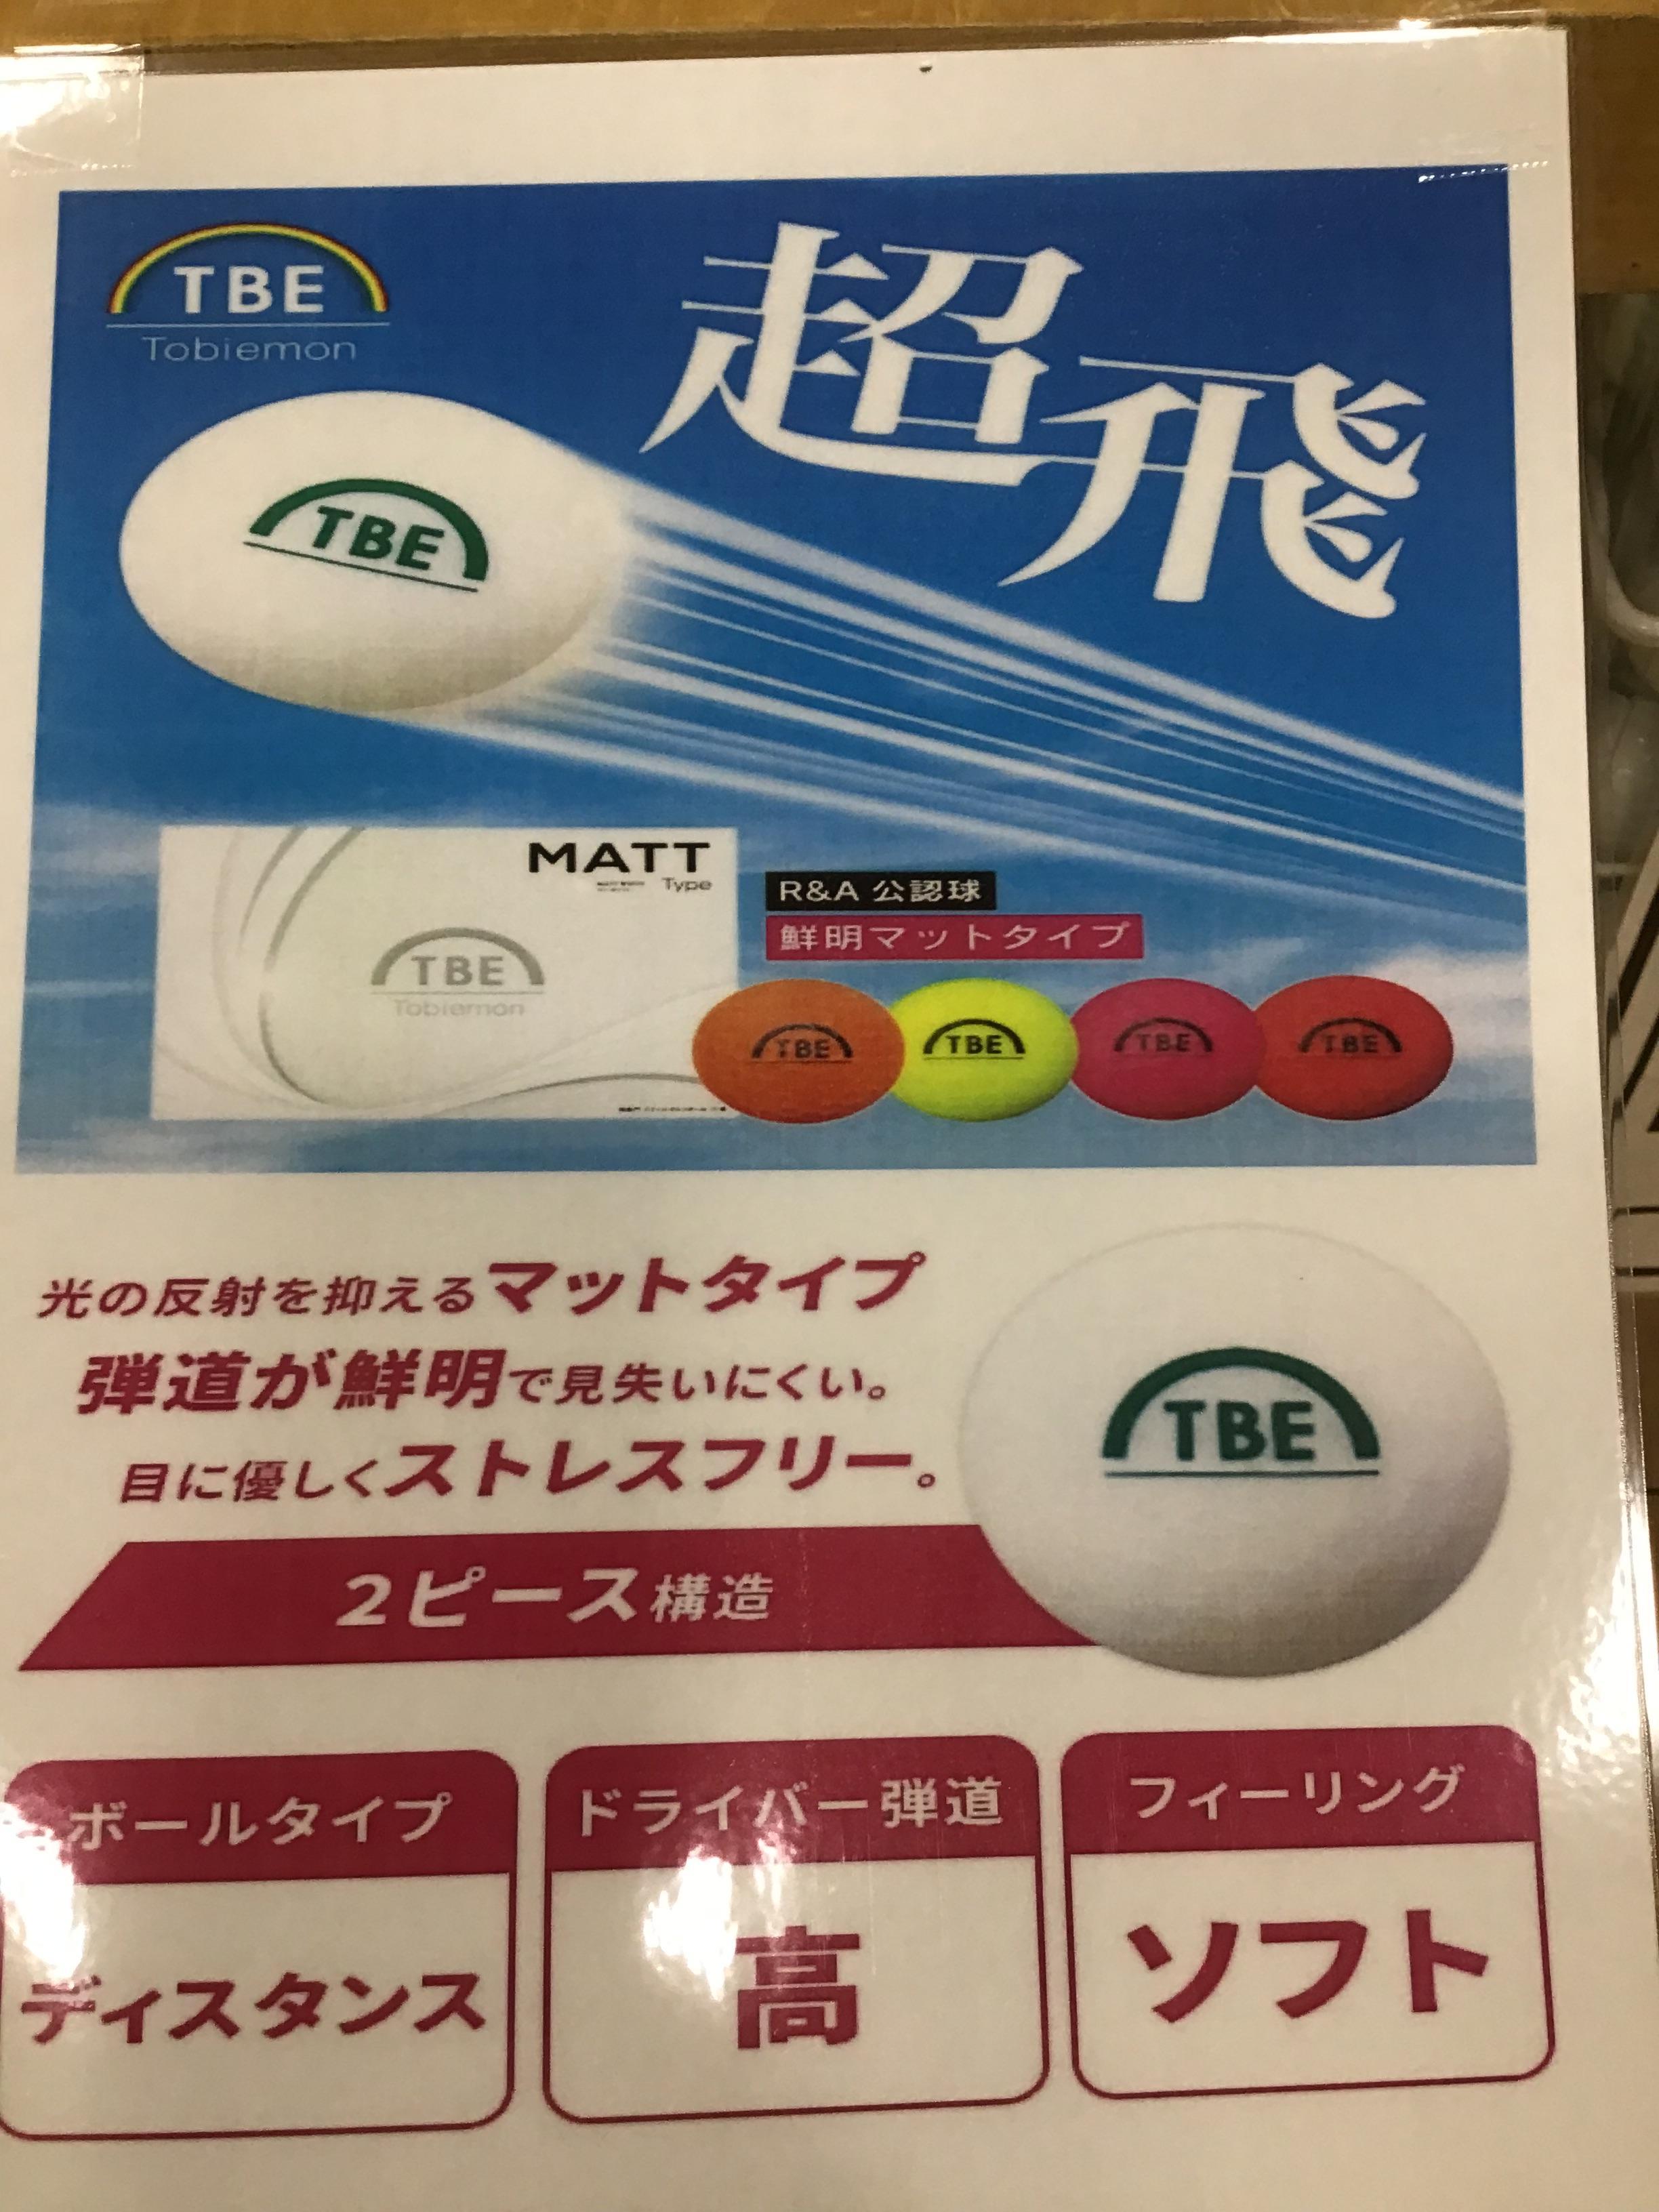 TBE
Tobiemon
超飛
TBE
MATT
Type
TBE
Tobiemon
R&A 公認球
鮮明マットタイプ
TBE
TBE
TBE
TBE
光の反射を抑えるマットタイプ
弾道が鮮明で見失いにくい。
目に優しくストレスフリー。
TBE
2ピース構造
ボールタイプ
ディスタンス
ドライバー弾道
高
フィーリング
ソフト